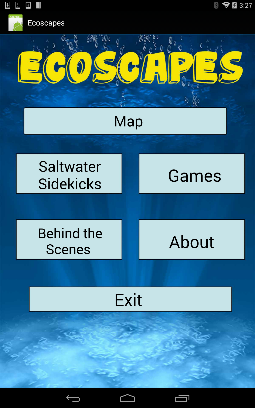 3:27
Ecoscapes
ECOSCAPES
Map
Saltwater
Sidekicks
Games
Behind the
Scenes
About
Exit